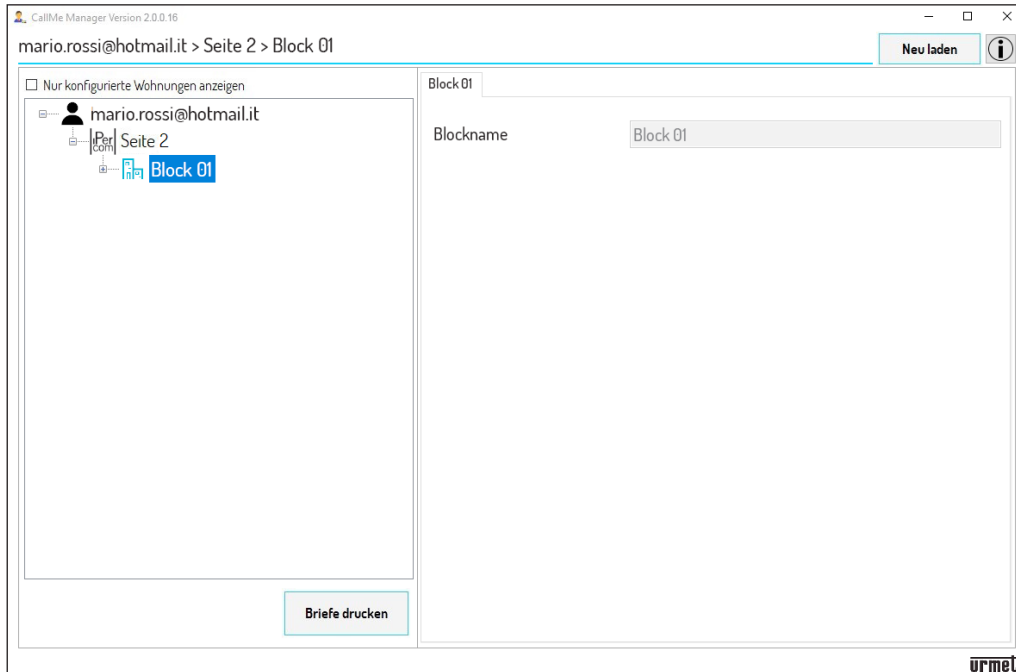 CallMe Manager Version 2.0.0.16
mario.rossi@hotmail.it > Seite 2 > Block 01
Neu laden
Nur konfigurierte Wohnungen anzeigen
Block 01
mario.rossi@hotmail.it
Blockname
Block 01
iPer
com
Seite 2
Block 01
Briefe drucken
urmet